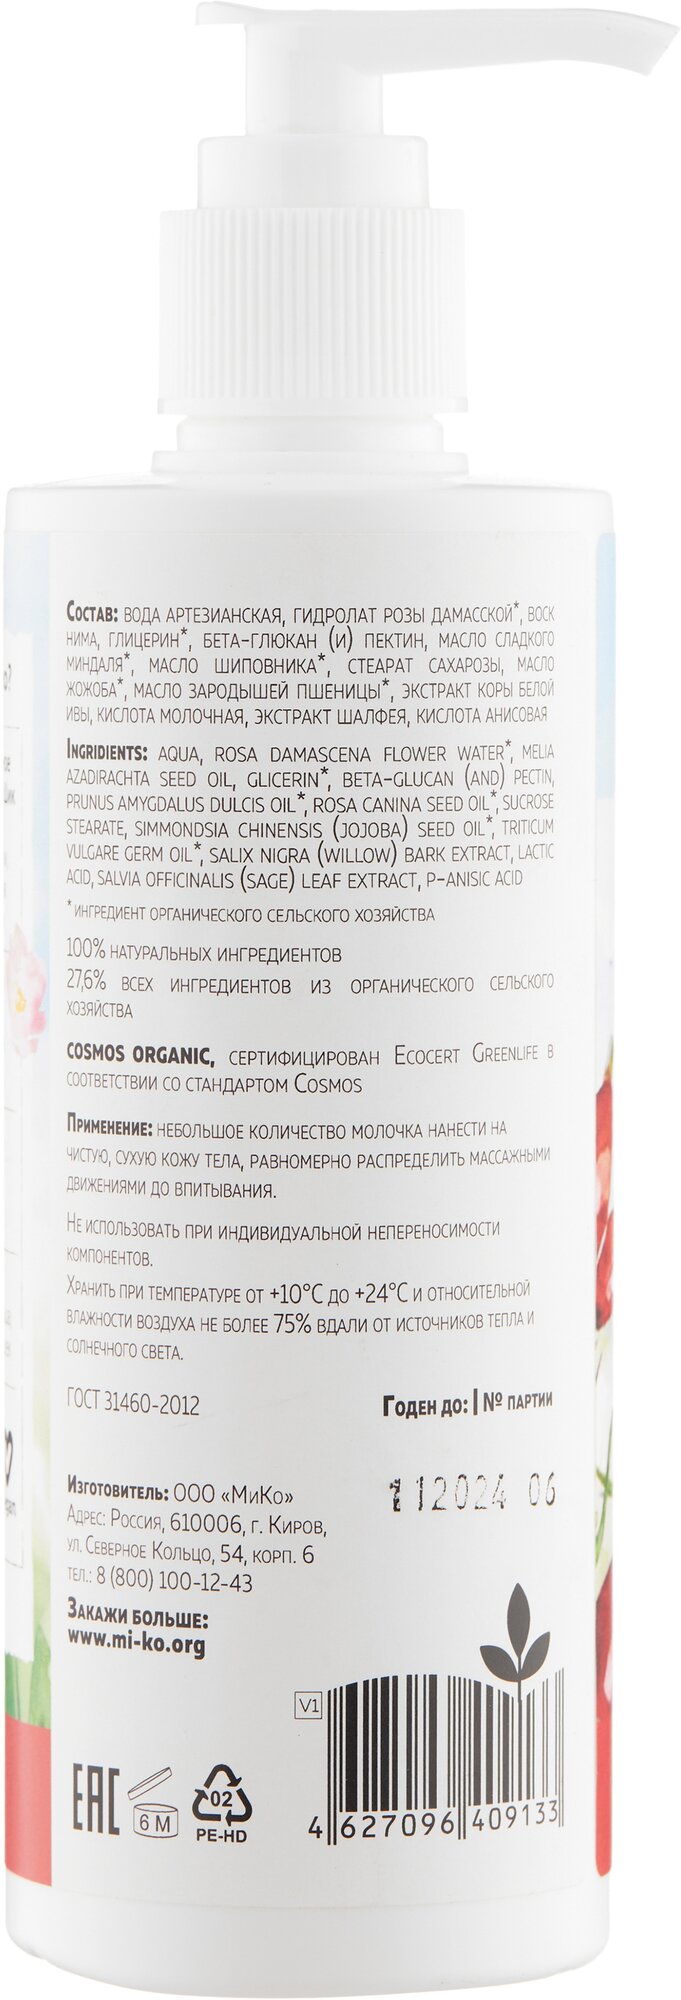 Состав: вода артезианская, гидролат розы дамасской*, воск
нима, глицерин*, бета-глюкан (и) пектин, масло сладкого
миндаля*, масло шиповника*, стеарат сахарозы, масло
жожоба*, масло зародышей пшеницы*, экстракт коры белой
ивы, кислота молочная, экстракт шалфея, кислота анисовая
Ingridients: aqua, rosa damascena flower water*, melia
azadirachta seed oil, glicerin*, beta-glucan (and) pectin,
prunus amygdalus dulcis oil*, rosa canina seed oil*, sucrose
stearate, simmondsia chinensis (jojoba) seed oil*, triticum
vulgare germ oil*, salix nigra (willow) bark extract, lactic
acid, salvia officinalis (sage) leaf extract, p-anisic acid
*ингредиент органического сельского хозяйства
100% натуральных ингредиентов
27,6% всех ингредиентов из органического сельского
хозяйства
COSMOS ORGANIC, сертифицирован Ecocert Greenlife в
соответствии со стандартом Cosmos
Применение: небольшое количество молочка нанести на
чистую, сухую кожу тела, равномерно распределить массажными
движениями до впитывания.
Не использовать при индивидуальной непереносимости
компонентов.
Хранить при температуре от +10°С до +24°С и относительной
влажности воздуха не более 75% вдали от источников тепла и
солнечного света.
ГОСТ 31460-2012
Годен до: | № партии
112024 06
Изготовитель: ООО «МиКо»
Адрес: Россия, 610006, г. Киров,
ул. Северное Кольцо, 54, корп. 6
тел.: 8 (800) 100-12-43
Закажи больше:
www.mi-ko.org
V1
EAC
6 M
02
PE-HD
4 627096 409133